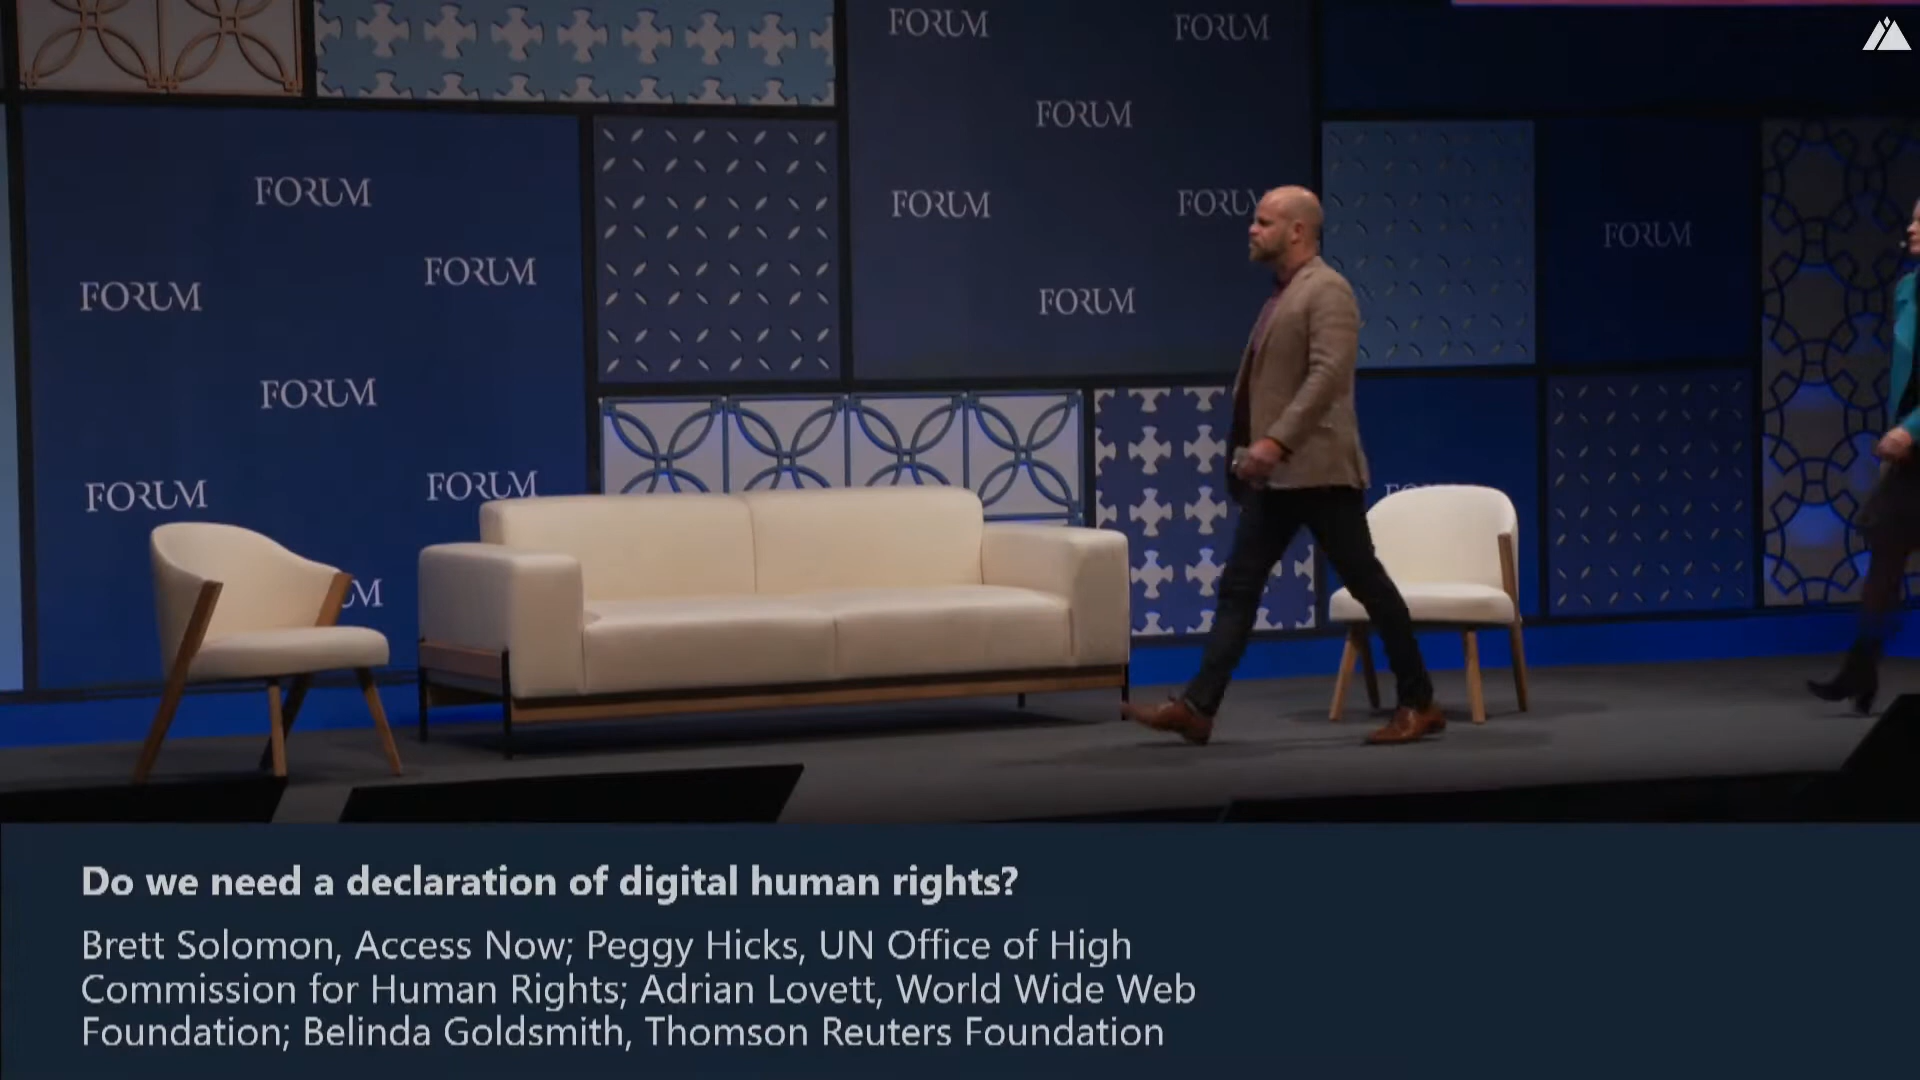 FORUM
FORUM
FORUM
FORUM
FORUM
FORUM
FORUM
FORUM
FORUM
FORUM
FORUM
FORUM
FORUM
Do we need a declaration of digital human rights?
Brett Solomon, Access Now; Peggy Hicks, UN Office of High
Commission for Human Rights; Adrian Lovett, World Wide Web
Foundation; Belinda Goldsmith, Thomson Reuters Foundation